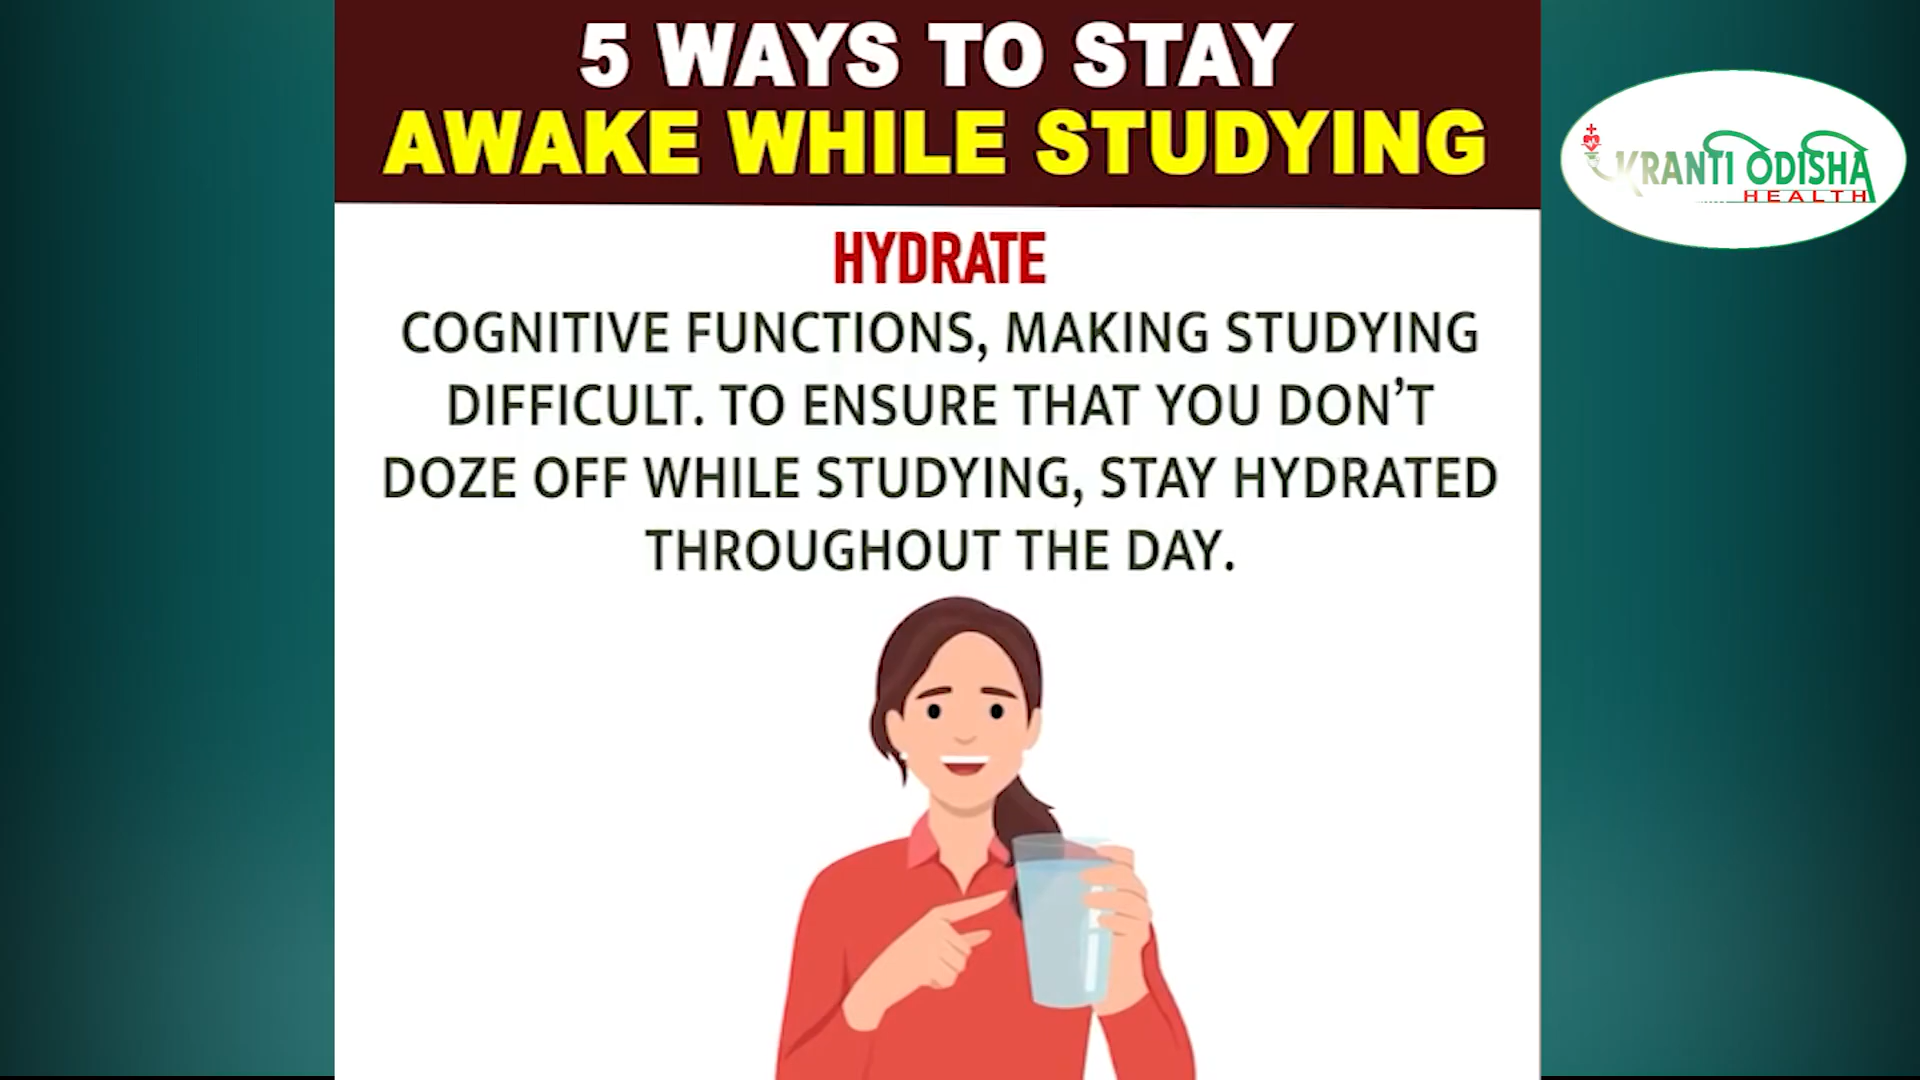 5 WAYS TO STAY
AWAKE WHILE STUDYING
KRANTI ODISHA
HEALTH
HYDRATE
COGNITIVE FUNCTIONS, MAKING STUDYING
DIFFICULT. TO ENSURE THAT YOU DON’T
DOZE OFF WHILE STUDYING, STAY HYDRATED
THROUGHOUT THE DAY.